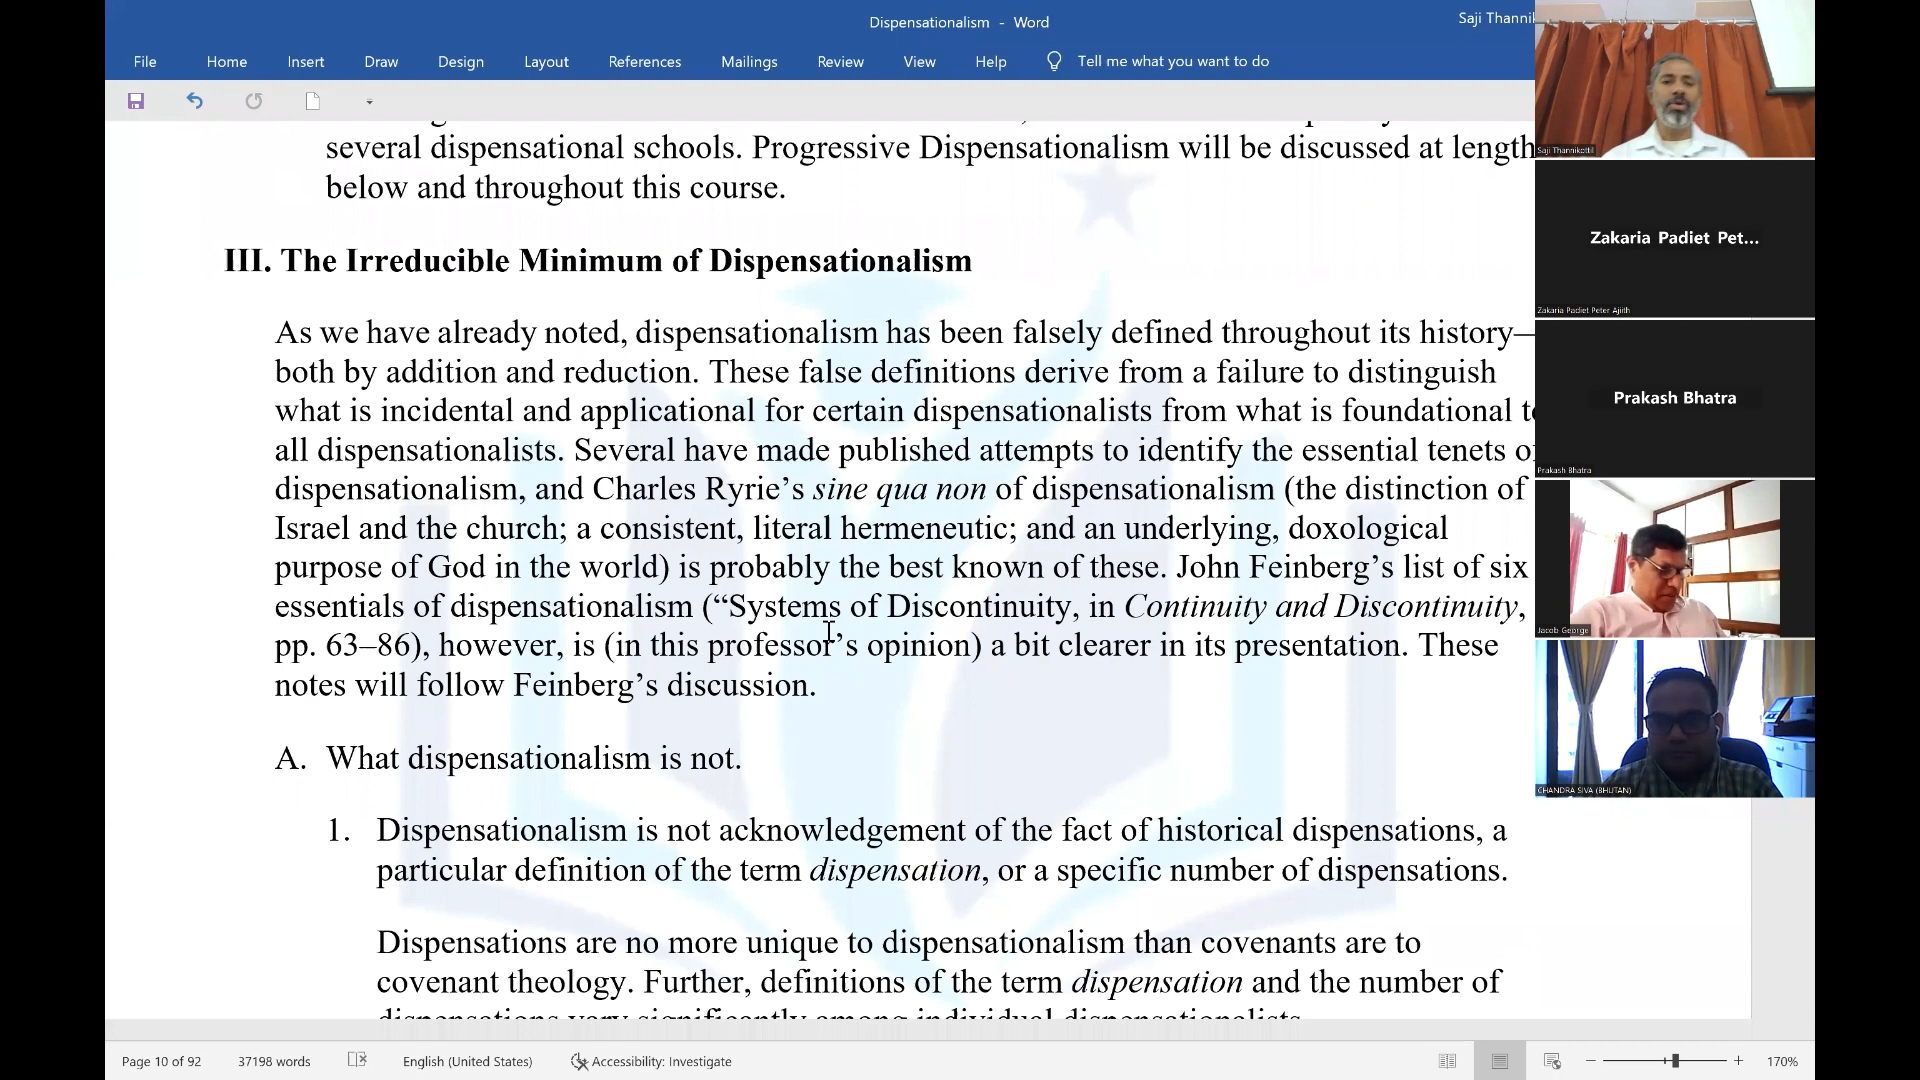 Dispensationalism - Word
Saji Thannik
File Home Insert Draw Design Layout References Mailings Review View Help Tell me what you want to do
several dispensational schools. Progressive Dispensationalism will be discussed at length
below and throughout this course.
III. The Irreducible Minimum of Dispensationalism
As we have already noted, dispensationalism has been falsely defined throughout its history—
both by addition and reduction. These false definitions derive from a failure to distinguish
what is incidental and applicational for certain dispensationalists from what is foundational t
all dispensationalists. Several have made published attempts to identify the essential tenets o
dispensationalism, and Charles Ryrie’s sine qua non of dispensationalism (the distinction of
Israel and the church; a consistent, literal hermeneutic; and an underlying, doxological
purpose of God in the world) is probably the best known of these. John Feinberg’s list of six
essentials of dispensationalism (“Systems of Discontinuity, in Continuity and Discontinuity,
pp. 63–86), however, is (in this professor’s opinion) a bit clearer in its presentation. These
notes will follow Feinberg’s discussion.
A. What dispensationalism is not.
1. Dispensationalism is not acknowledgement of the fact of historical dispensations, a
particular definition of the term dispensation, or a specific number of dispensations.
Dispensations are no more unique to dispensationalism than covenants are to
covenant theology. Further, definitions of the term dispensation and the number of
dispensations vary significantly among individual dispensationalists
Page 10 of 92 37198 words English (United States) Accessibility: Investigate 170%
Saji Thannikottil
Zakaria Padiet Pet...
Zakaria Padiet Peter Ajiith
Prakash Bhatra
Prakash Bhatra
Jacob George
CHANDRA SIVA (BHUTAN)